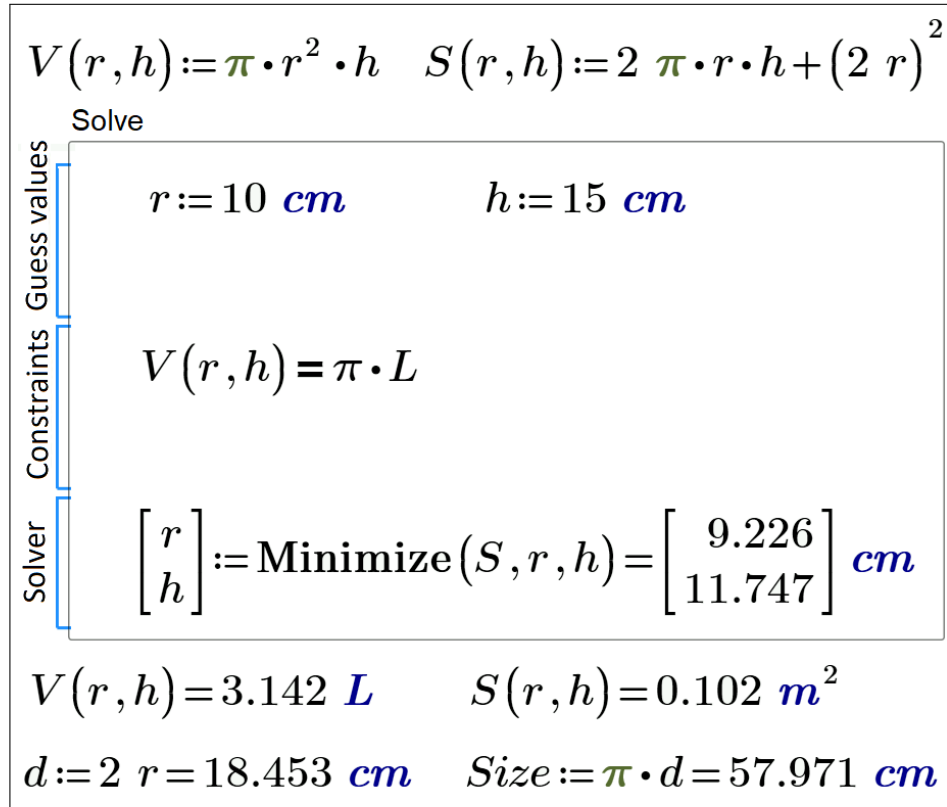 V(r,h):=π•r² •h S(r,h):=2 π•r•h+(2 r)²
Solve
Guess values
r:=10 cm h:=15 cm
Constraints
V(r,h)=π•L
Solver
[r h]:=Minimize(S,r,h)=[9.226 11.747] cm
V(r,h)=3.142 L S(r,h)=0.102 m²
d:=2 r=18.453 cm Size:=π•d=57.971 cm